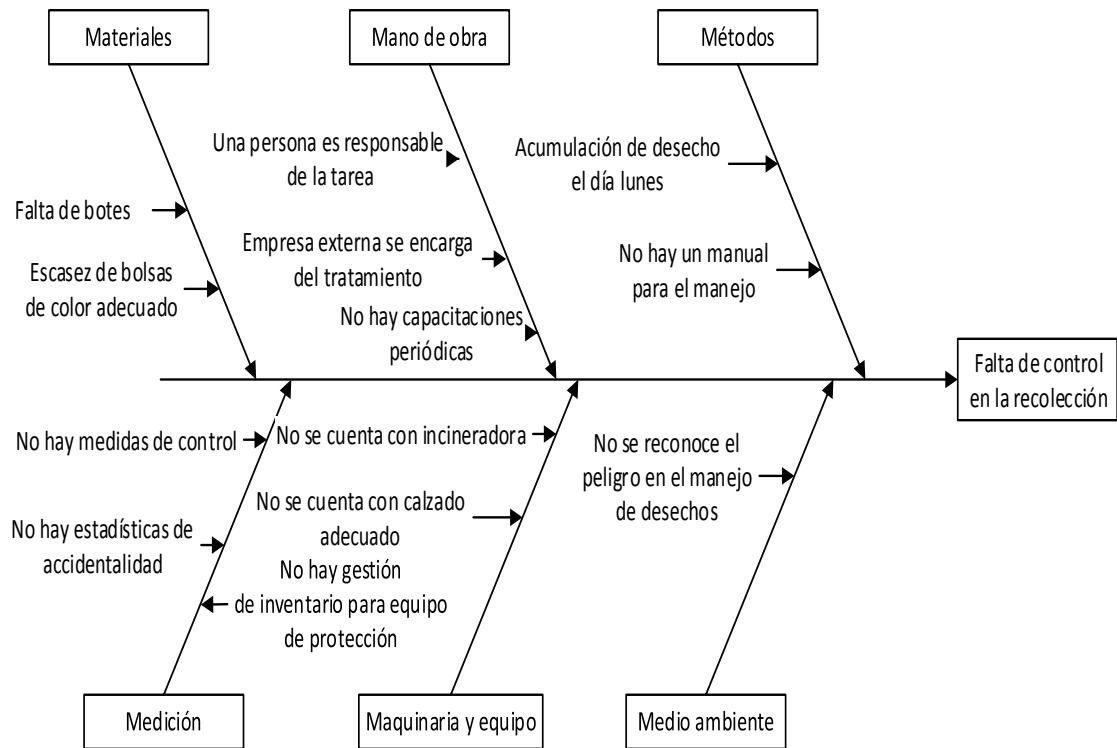 Materiales
Mano de obra
Métodos
Una persona es responsable
de la tarea
Acumulación de desecho
el día lunes
Falta de botes
Empresa externa se encarga
del tratamiento
No hay un manual
para el manejo
Escasez de bolsas
de color adecuado
No hay capacitaciones
periódicas
Falta de control
en la recolección
No hay medidas de control
No se cuenta con incineradora
No se reconoce el
peligro en el manejo
de desechos
No se cuenta con calzado
adecuado
No hay estadísticas de
accidentalidad
No hay gestión
de inventario para equipo
de protección
Medición
Maquinaria y equipo
Medio ambiente